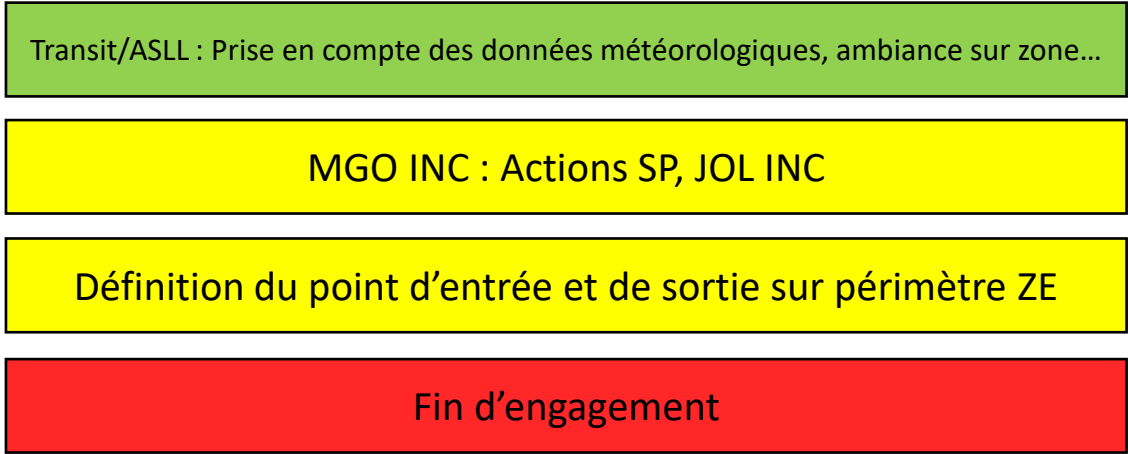 Transit/ASLL : Prise en compte des données météorologiques, ambiance sur zone…
MGO INC : Actions SP, JOL INC
Définition du point d’entrée et de sortie sur périmètre ZE
Fin d’engagement